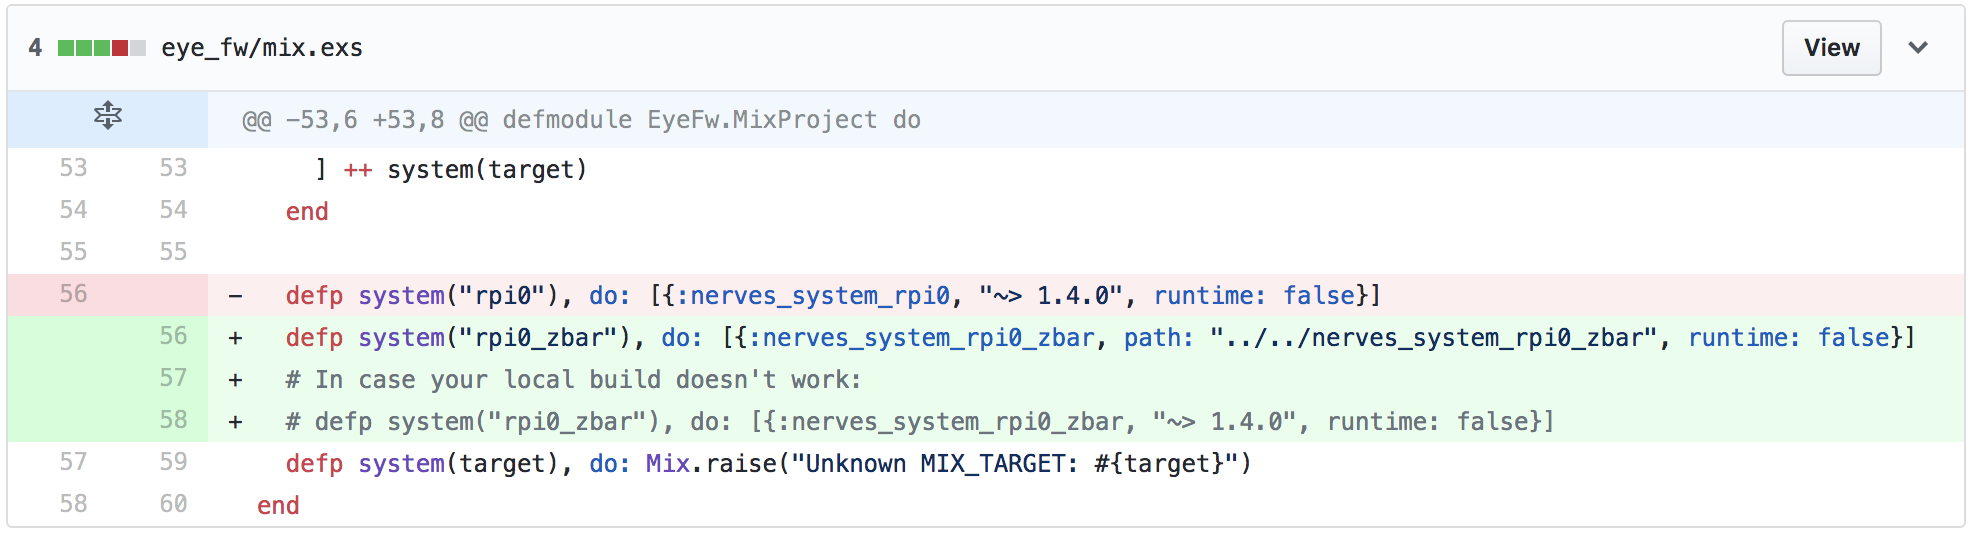 4 eye_fw/mix.exs View
@@ -53,6 +53,8 @@ defmodule EyeFw.MixProject do
53 53 ] ++ system(target)
54 54 end
55 55
56 - defp system("rpi0"), do: [{:nerves_system_rpi0, "~> 1.4.0", runtime: false}]
56 + defp system("rpi0_zbar"), do: [{:nerves_system_rpi0_zbar, path: "../../nerves_system_rpi0_zbar", runtime: false}]
57 + # In case your local build doesn't work:
58 + # defp system("rpi0_zbar"), do: [{:nerves_system_rpi0_zbar, "~> 1.4.0", runtime: false}]
57 59 defp system(target), do: Mix.raise("Unknown MIX_TARGET: #{target}")
58 60 end